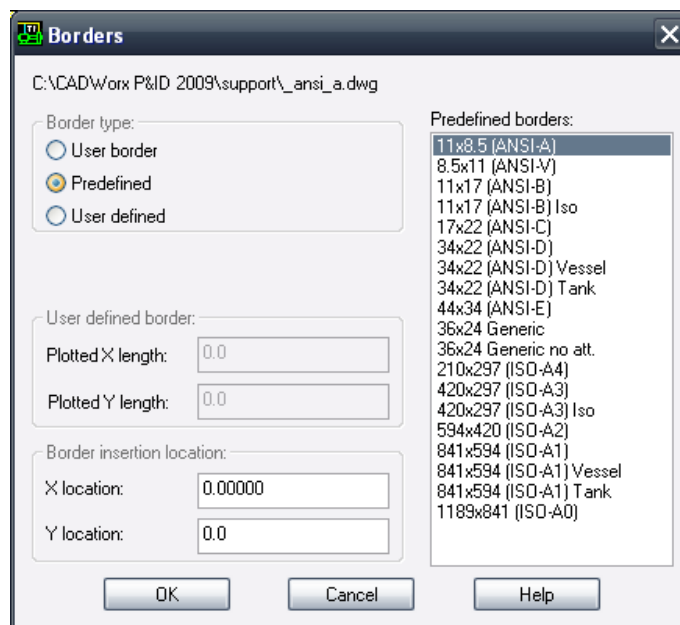 Borders
C:\CADWorx P&ID 2009\support\_ansi_a.dwg
Border type:
User border
Predefined
User defined
User defined border:
Plotted X length:
0.0
Plotted Y length:
0.0
Border insertion location:
X location:
0.00000
Y location:
0.0
Predefined borders:
11x8.5 (ANSI-A)
8.5x11 (ANSI-V)
11x17 (ANSI-B)
11x17 (ANSI-B) Iso
17x22 (ANSI-C)
34x22 (ANSI-D)
34x22 (ANSI-D) Vessel
34x22 (ANSI-D) Tank
44x34 (ANSI-E)
36x24 Generic
36x24 Generic no att.
210x297 (ISO-A4)
420x297 (ISO-A3)
420x297 (ISO-A3) Iso
594x420 (ISO-A2)
841x594 (ISO-A1)
841x594 (ISO-A1) Vessel
841x594 (ISO-A1) Tank
1189x841 (ISO-A0)
OK
Cancel
Help